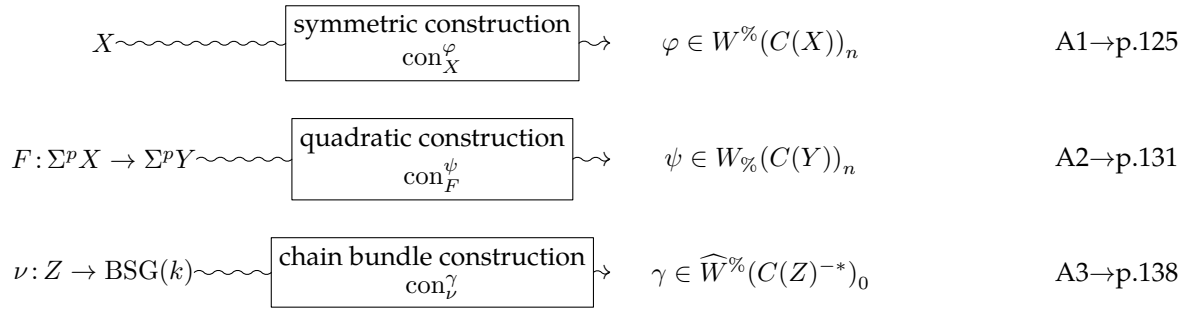 X symmetric construction con_X^φ φ ∈ W^%(C(X))_n A1→p.125
F: Σ^p X → Σ^p Y quadratic construction con_F^ψ ψ ∈ W_%(C(Y))_n A2→p.131
ν: Z → BSG(k) chain bundle construction con_ν^γ γ ∈ Ŵ^%(C(Z)^{-*})_0 A3→p.138